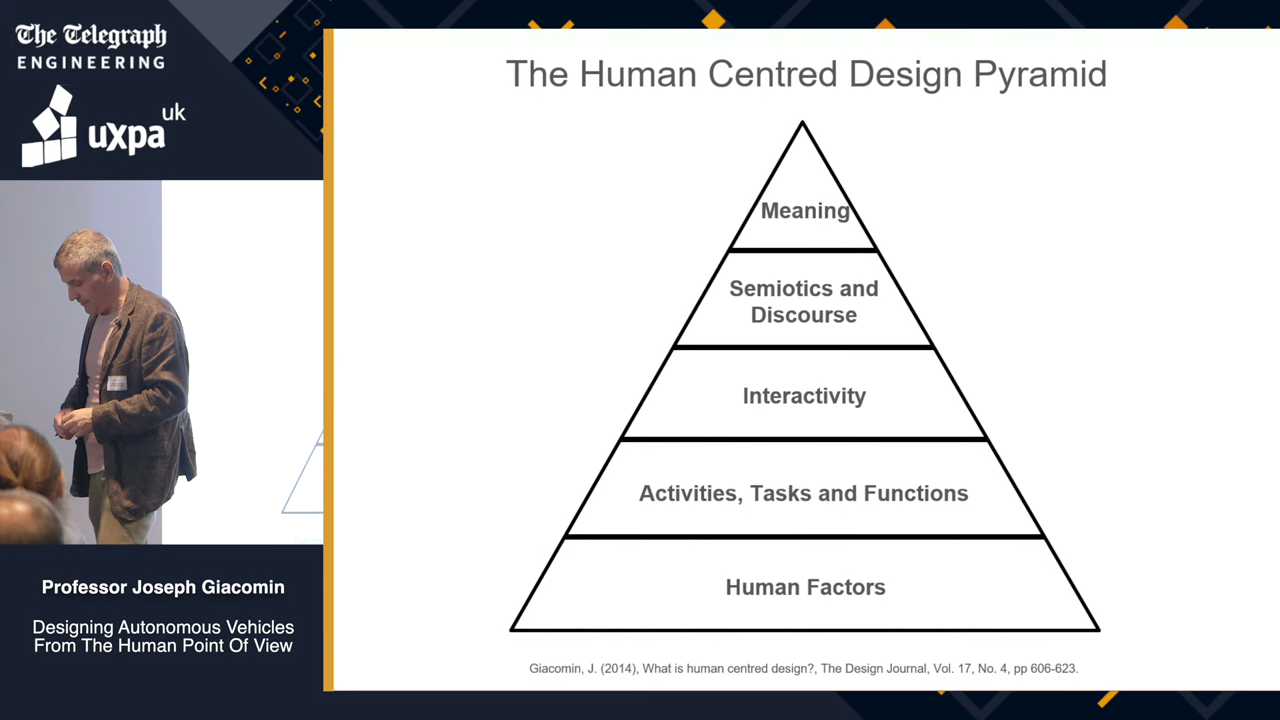 The Telegraph
ENGINEERING
uxpa uk
The Human Centred Design Pyramid
Meaning
Semiotics and
Discourse
Interactivity
Activities, Tasks and Functions
Human Factors
Giacomin, J. (2014), What is human centred design?, The Design Journal, Vol. 17, No. 4, pp 606-623.
Professor Joseph Giacomin
Designing Autonomous Vehicles
From The Human Point Of View